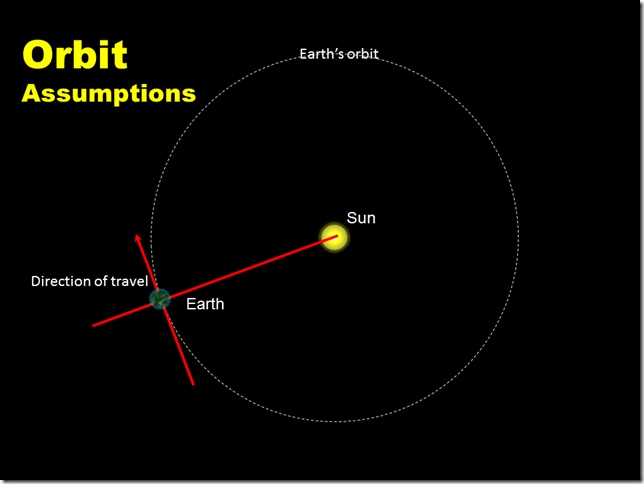 Orbit
Assumptions
Earth's orbit
Sun
Direction of travel
Earth